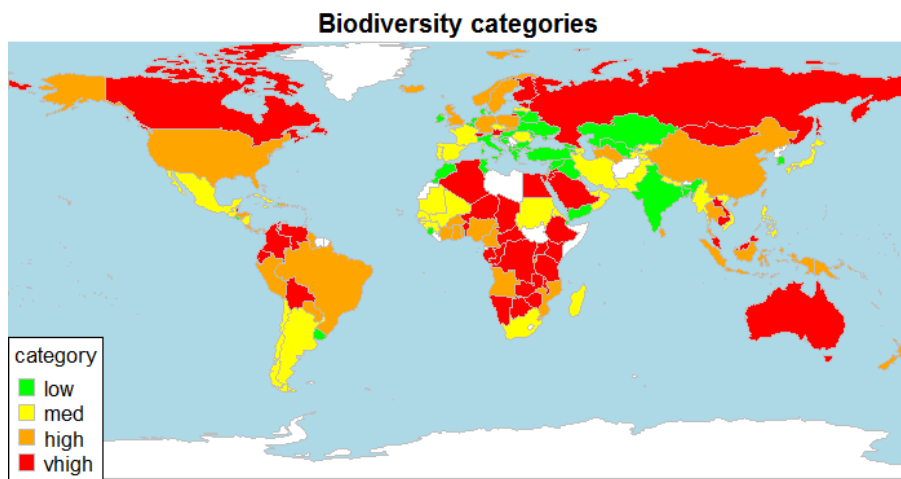 Biodiversity categories
category
low
med
high
vhigh